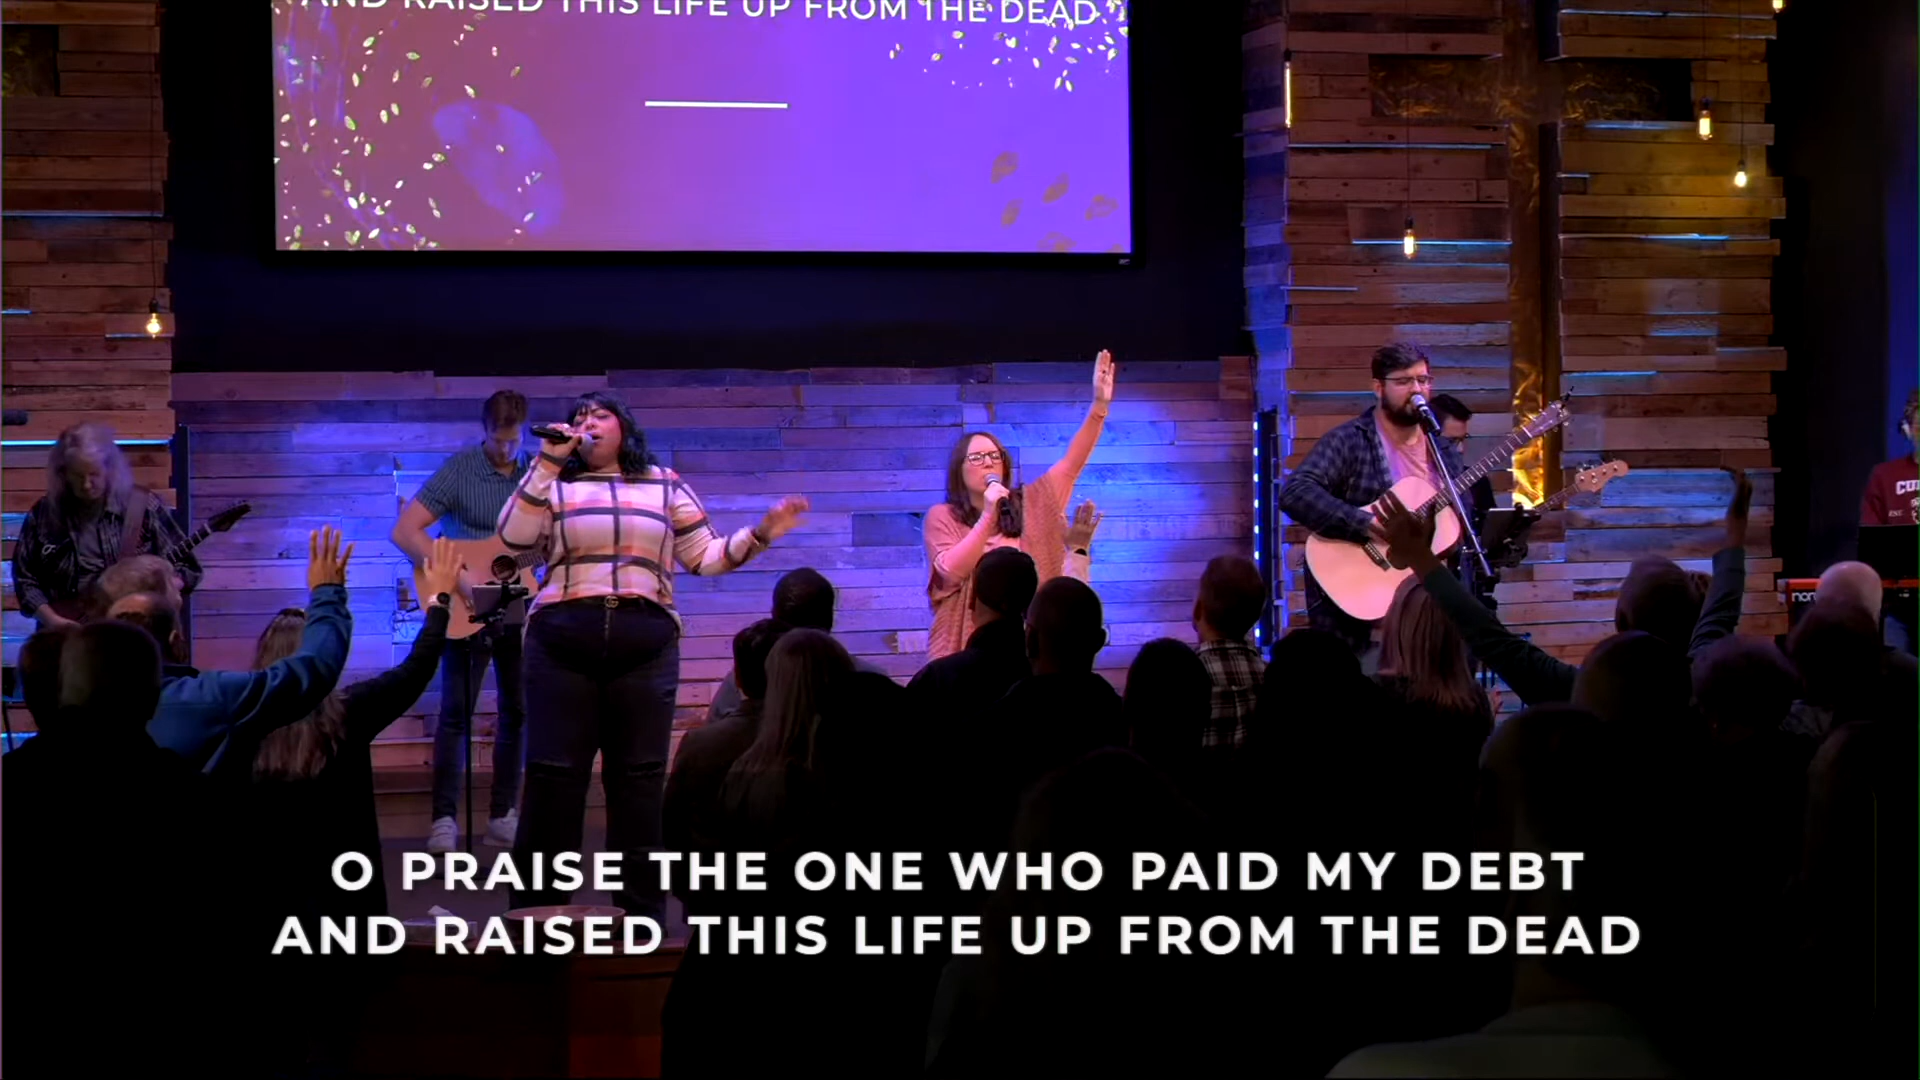 AND RAISED THIS LIFE UP FROM THE DEAD
O PRAISE THE ONE WHO PAID MY DEBT
AND RAISED THIS LIFE UP FROM THE DEAD